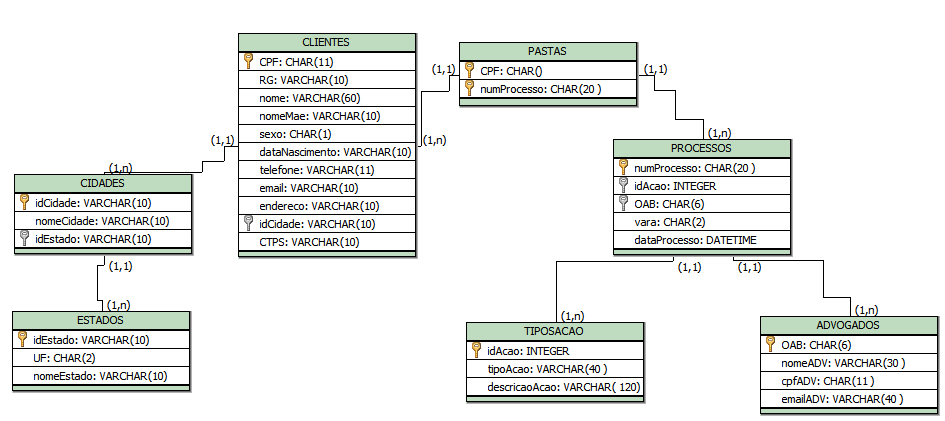 CLIENTES
CPF: CHAR(11)
RG: VARCHAR(10)
nome: VARCHAR(60)
nomeMae: VARCHAR(10)
sexo: CHAR(1)
dataNascimento: VARCHAR(10)
telefone: VARCHAR(11)
email: VARCHAR(10)
endereco: VARCHAR(10)
idCidade: VARCHAR(10)
CTPS: VARCHAR(10)
(1,1)
(1,n)
(1,1)
PASTAS
CPF: CHAR()
numProcesso: CHAR(20 )
(1,1)
(1,n)
PROCESSOS
numProcesso: CHAR(20 )
idAcao: INTEGER
OAB: CHAR(6)
vara: CHAR(2)
dataProcesso: DATETIME
(1,1)
(1,1)
(1,n)
CIDADES
idCidade: VARCHAR(10)
nomeCidade: VARCHAR(10)
idEstado: VARCHAR(10)
(1,1)
(1,n)
ESTADOS
idEstado: VARCHAR(10)
UF: CHAR(2)
nomeEstado: VARCHAR(10)
(1,n)
TIPOSACAO
idAcao: INTEGER
tipoAcao: VARCHAR(40 )
descricaoAcao: VARCHAR( 120)
(1,n)
ADVOGADOS
OAB: CHAR(6)
nomeADV: VARCHAR(30 )
cpfADV: CHAR(11 )
emailADV: VARCHAR(40 )